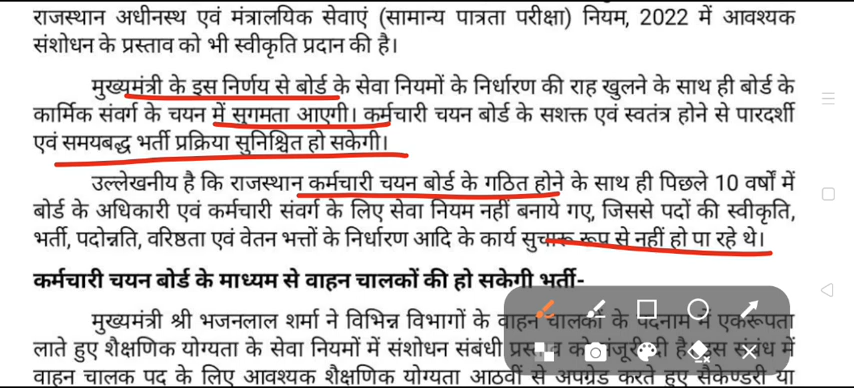 राजस्थान अधीनस्थ एवं मंत्रालयिक सेवाएं (सामान्य पात्रता परीक्षा) नियम, 2022 में आवश्यक
संशोधन के प्रस्ताव को भी स्वीकृति प्रदान की है।
मुख्यमंत्री के इस निर्णय से बोर्ड के सेवा नियमों के निर्धारण की राह खुलने के साथ ही बोर्ड के
कार्मिक संवर्ग के चयन में सुगमता आएगी। कर्मचारी चयन बोर्ड के सशक्त एवं स्वतंत्र होने से पारदर्शी
एवं समयबद्ध भर्ती प्रक्रिया सुनिश्चित हो सकेगी।
उल्लेखनीय है कि राजस्थान कर्मचारी चयन बोर्ड के गठित होने के साथ ही पिछले 10 वर्षों में
बोर्ड के अधिकारी एवं कर्मचारी संवर्ग के लिए सेवा नियम नहीं बनाये गए, जिससे पदों की स्वीकृति,
भर्ती, पदोन्नति, वरिष्ठता एवं वेतन भत्तों के निर्धारण आदि के कार्य सुचारू रूप से नहीं हो पा रहे थे।
कर्मचारी चयन बोर्ड के माध्यम से वाहन चालकों की हो सकेगी भर्ती-
मुख्यमंत्री श्री भजनलाल शर्मा ने विभिन्न विभागों के वाहन चालकों के पदनाम में एकरूपता
लाते हुए शैक्षणिक योग्यता के सेवा नियमों में संशोधन संबंधी को मंजूरी दी है। इस संबंध में
वाहन चालक पद के लिए आवश्यक शैक्षणिक योग्यता आठवीं से अपग्रेड करते हुए सैकेण्डरी या